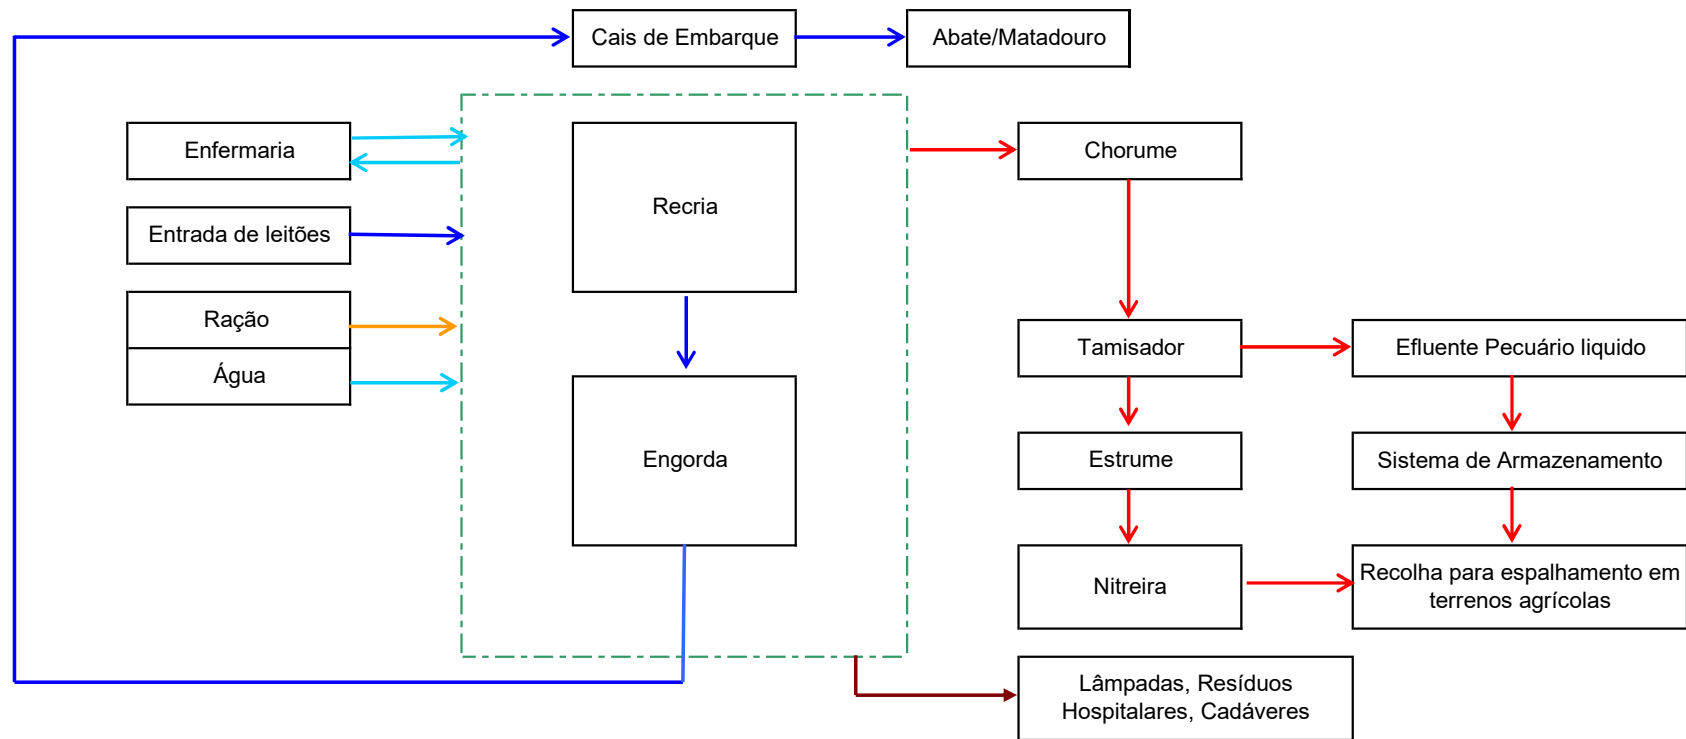 Cais de Embarque
Abate/Matadouro
Enfermaria
Recria
Chorume
Entrada de leitões
Ração
Água
Tamisador
Efluente Pecuário liquido
Engorda
Estrume
Sistema de Armazenamento
Nitreira
Recolha para espalhamento em
terrenos agrícolas
Lâmpadas, Resíduos
Hospitalares, Cadáveres